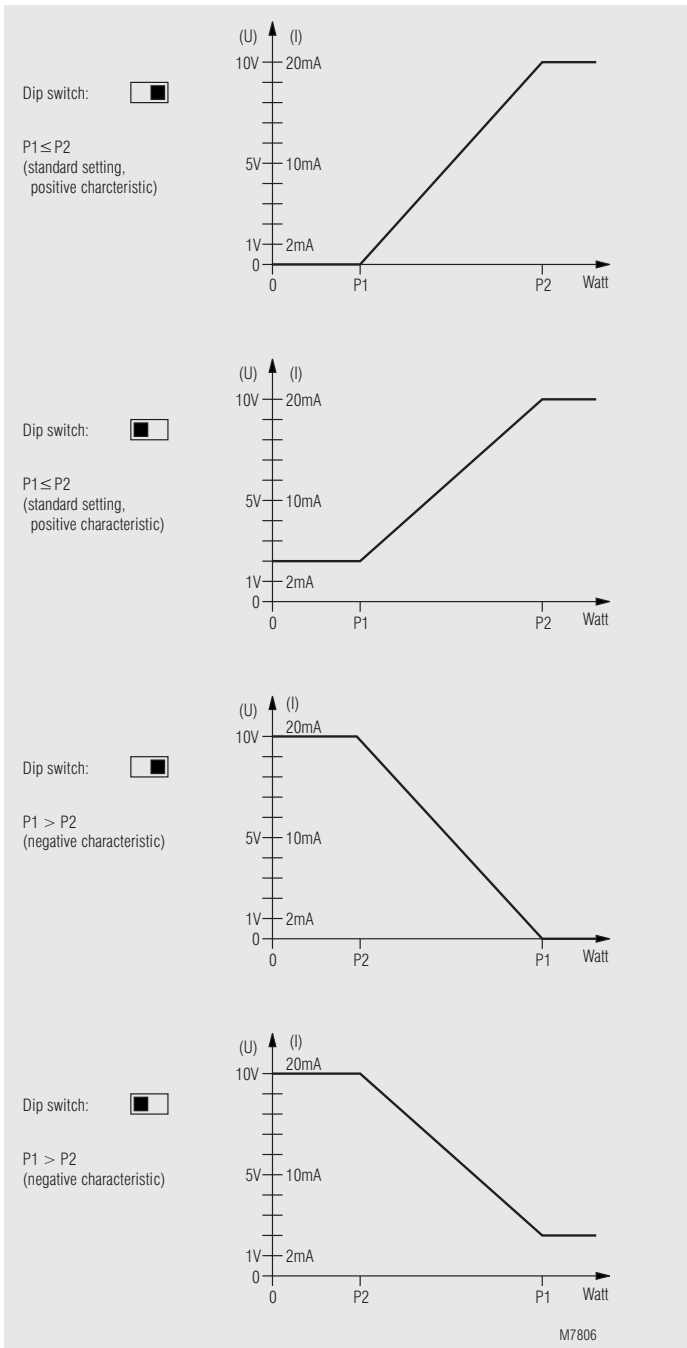 (U) (I)
10V 20mA
Dip switch:
P1≤P2
(standard setting,
positive charcteristic)
5V 10mA
1V 2mA
0
0 P1 P2 Watt
(U) (I)
10V 20mA
Dip switch:
P1≤P2
(standard setting,
positive characteristic)
5V 10mA
1V 2mA
0
0 P1 P2 Watt
(U) (I)
20mA
10V
Dip switch:
P1 > P2
(negative characteristic)
5V 10mA
1V 2mA
0
0 P2 P1 Watt
(U) (I)
20mA
10V
Dip switch:
P1 > P2
(negative characteristic)
5V 10mA
1V 2mA
0
0 P2 P1 Watt
M7806